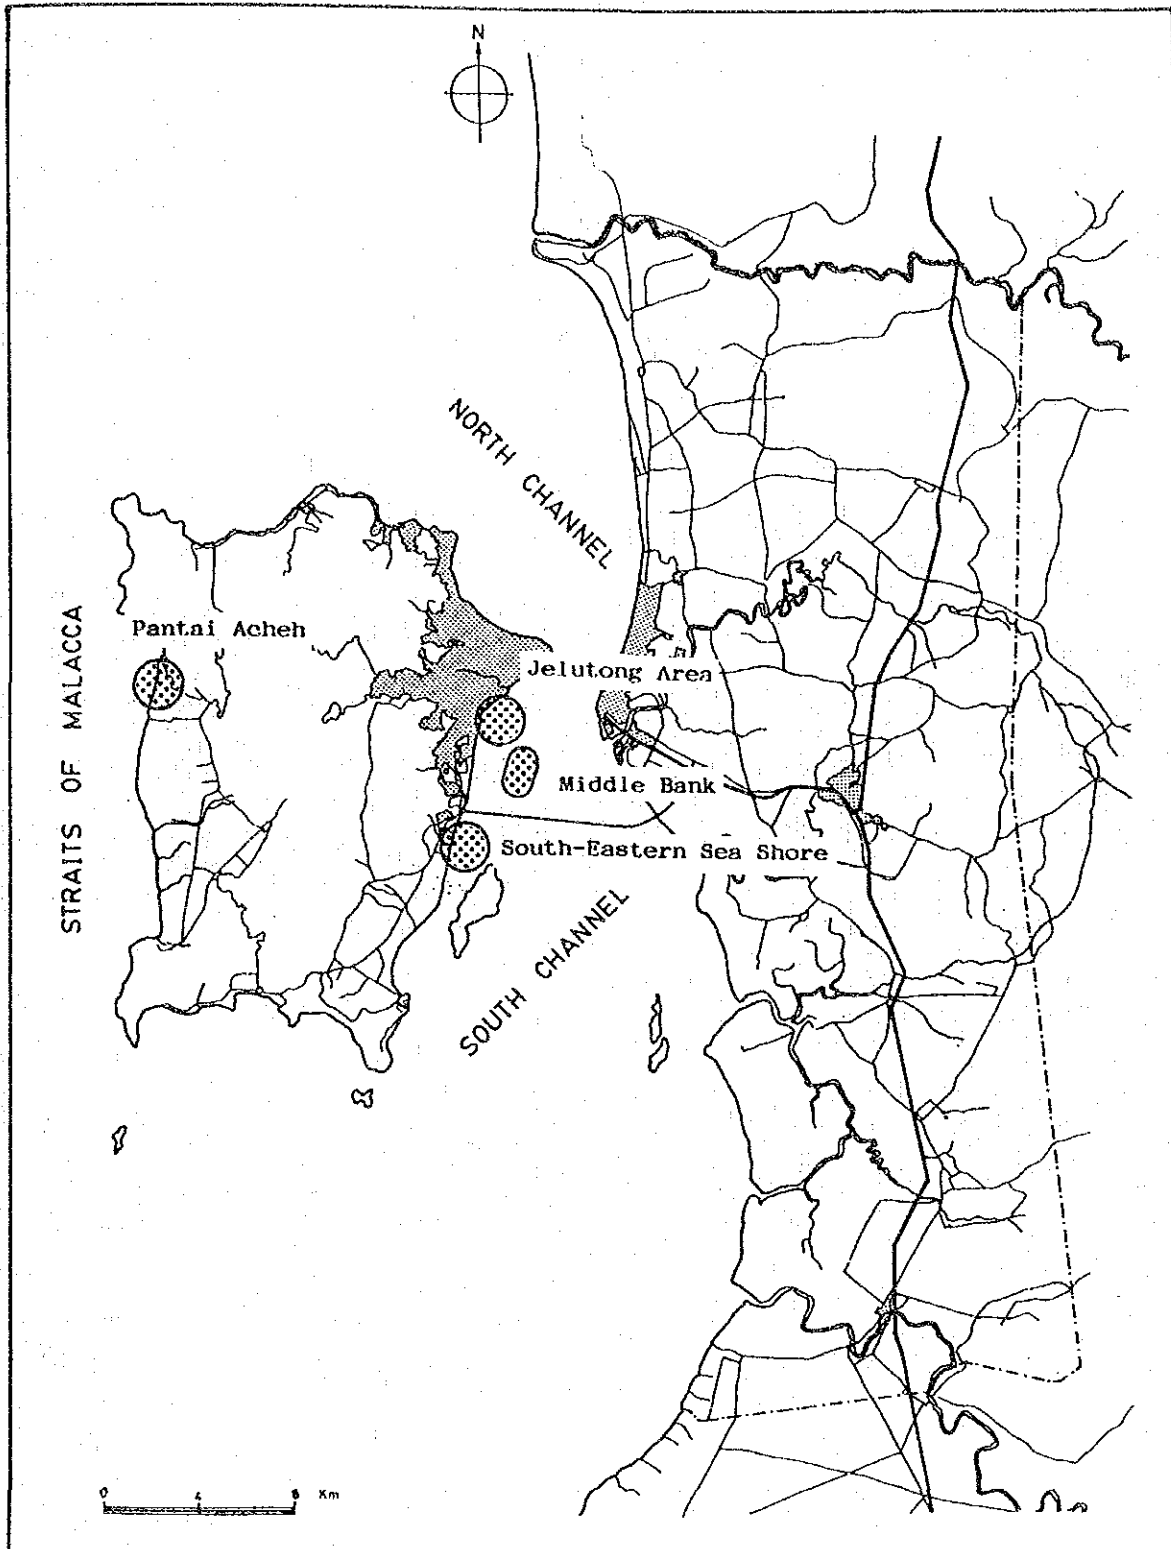 N
NORTH CHANNEL
STRAITS OF MALACCA
Pantai Acheh
Jelutong Area
Middle Bank
South-Eastern Sea Shore
SOUTH CHANNEL
0 4 8 Km